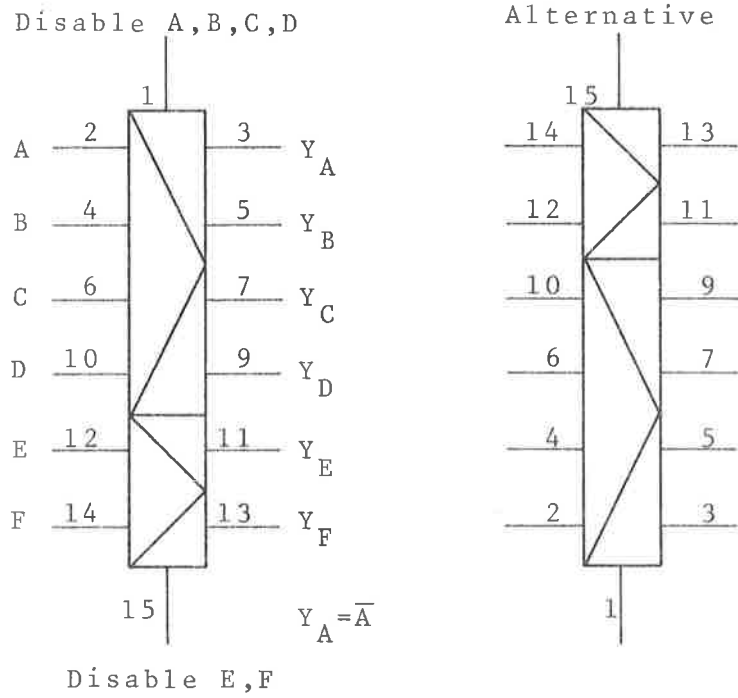 Disable A,B,C,D
Alternative
1
15
A 2 3 Y_A
14 13
B 4 5 Y_B
12 11
C 6 7 Y_C
10 9
D 10 9 Y_D
6 7
E 12 11 Y_E
4 5
F 14 13 Y_F
2 3
15
Y_A=A̅
1
Disable E,F